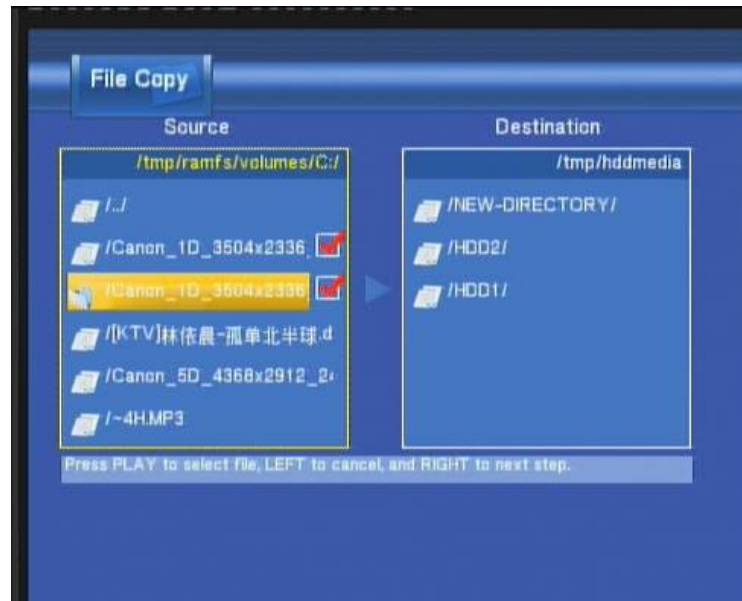 File Copy
Source
Destination
/tmp/ramfs/volumes/C:/
/tmp/hddmedia
/../
/Canon_1D_3504x2336_
/Canon_1D_3504x2336
/[KTV]林依晨-孤单北半球.d
/Canon_5D_4368x2912_2
/~4H.MP3
/NEW-DIRECTORY/
/HDD2/
/HDD1/
Press PLAY to select file, LEFT to cancel, and RIGHT to next step.